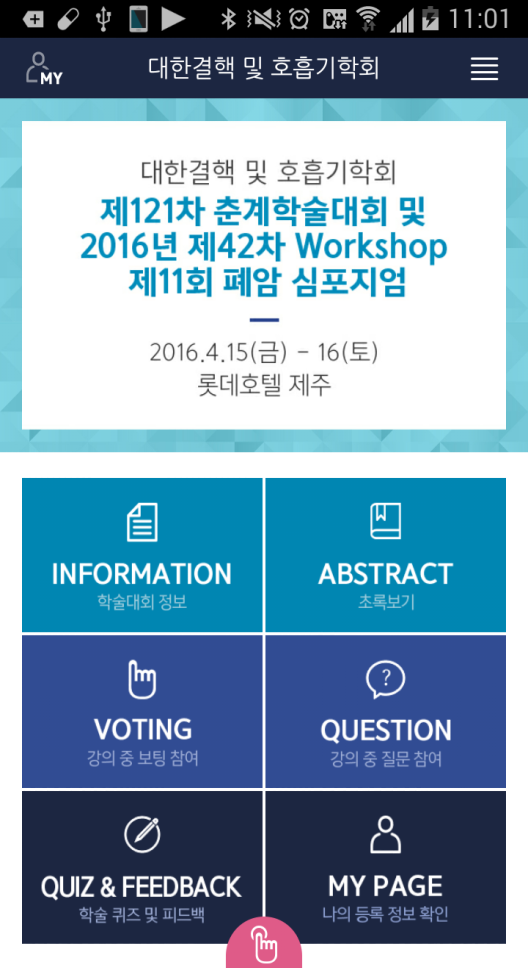 11:01
MY
대한결핵 및 호흡기학회
대한결핵 및 호흡기학회
제121차 춘계학술대회 및
2016년 제42차 Workshop
제11회 폐암 심포지엄
2016.4.15(금) - 16(토)
롯데호텔 제주
INFORMATION
학술대회 정보
ABSTRACT
초록보기
VOTING
강의 중 보팅 참여
QUESTION
강의 중 질문 참여
QUIZ & FEEDBACK
학술 퀴즈 및 피드백
MY PAGE
나의 등록 정보 확인